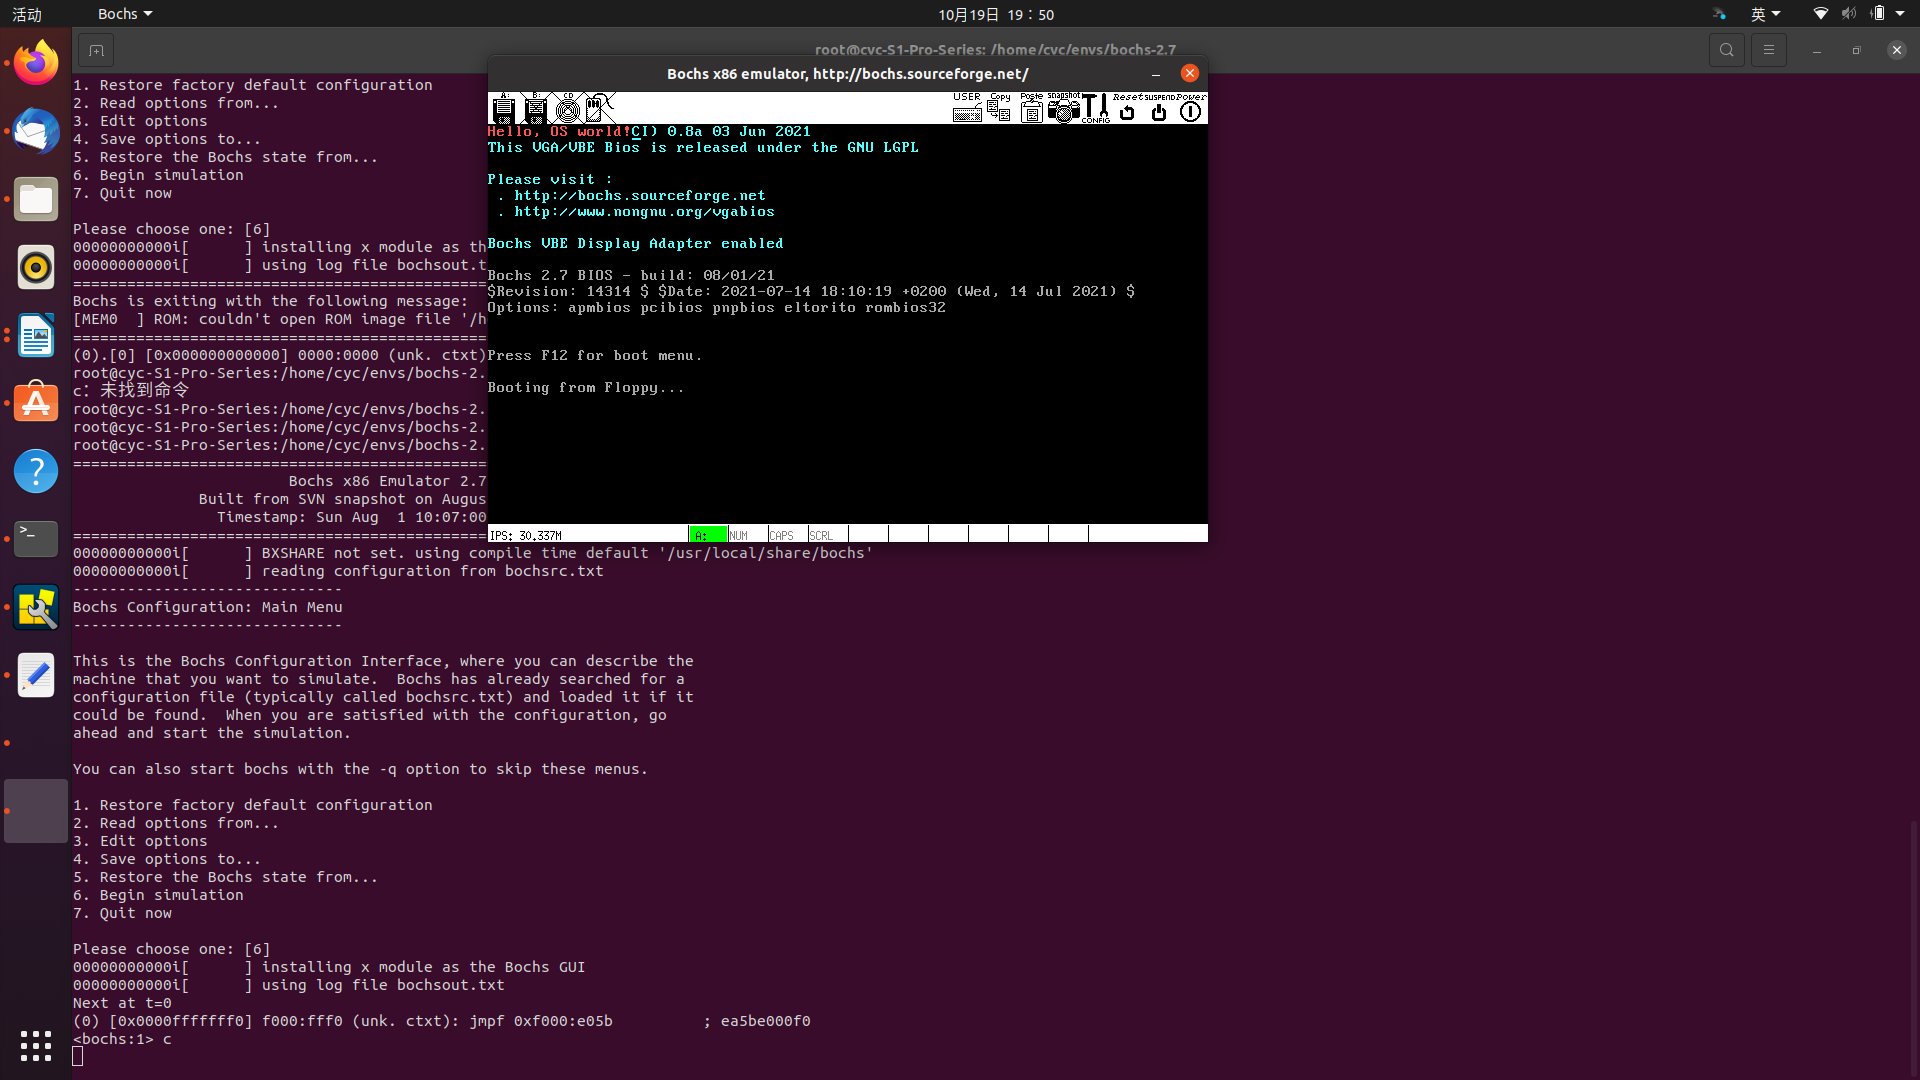 活动
Bochs
10月19日 19：50
英
root@cyc-S1-Pro-Series: /home/cyc/envs/bochs-2.7
1. Restore factory default configuration
2. Read options from...
3. Edit options
4. Save options to...
5. Restore the Bochs state from...
6. Begin simulation
7. Quit now
Please choose one: [6]
00000000000i[      ] installing x module as th
00000000000i[      ] using log file bochsout.t
==============================================
Bochs is exiting with the following message:
[MEM0  ] ROM: couldn't open ROM image file '/h
==============================================
(0).[0] [0x000000000000] 0000:0000 (unk. ctxt)
root@cyc-S1-Pro-Series:/home/cyc/envs/bochs-2.
c：未找到命令
root@cyc-S1-Pro-Series:/home/cyc/envs/bochs-2.
root@cyc-S1-Pro-Series:/home/cyc/envs/bochs-2.
root@cyc-S1-Pro-Series:/home/cyc/envs/bochs-2.
==============================================
Bochs x86 Emulator 2.7
Built from SVN snapshot on Augus
Timestamp: Sun Aug  1 10:07:00
==============================================
00000000000i[      ] BXSHARE not set. using compile time default '/usr/local/share/bochs'
00000000000i[      ] reading configuration from bochsrc.txt
------------------------------
Bochs Configuration: Main Menu
------------------------------
This is the Bochs Configuration Interface, where you can describe the
machine that you want to simulate.  Bochs has already searched for a
configuration file (typically called bochsrc.txt) and loaded it if it
could be found.  When you are satisfied with the configuration, go
ahead and start the simulation.
You can also start bochs with the -q option to skip these menus.
1. Restore factory default configuration
2. Read options from...
3. Edit options
4. Save options to...
5. Restore the Bochs state from...
6. Begin simulation
7. Quit now
Please choose one: [6]
00000000000i[      ] installing x module as the Bochs GUI
00000000000i[      ] using log file bochsout.txt
Next at t=0
(0) [0x0000fffffff0] f000:fff0 (unk. ctxt): jmpf 0xf000:e05b          ; ea5be000f0
<bochs:1> c
Bochs x86 emulator, http://bochs.sourceforge.net/
A: B: CD USER Copy Paste snapshot CONFIG Reset SUSPEND Power
Hello, OS world!CI) 0.8a 03 Jun 2021
This VGA/VBE Bios is released under the GNU LGPL
Please visit :
. http://bochs.sourceforge.net
. http://www.nongnu.org/vgabios
Bochs VBE Display Adapter enabled
Bochs 2.7 BIOS - build: 08/01/21
$Revision: 14314 $ $Date: 2021-07-14 18:10:19 +0200 (Wed, 14 Jul 2021) $
Options: apmbios pcibios pnpbios eltorito rombios32
Press F12 for boot menu.
Booting from Floppy...
IPS: 30.337M A: NUM CAPS SCRL